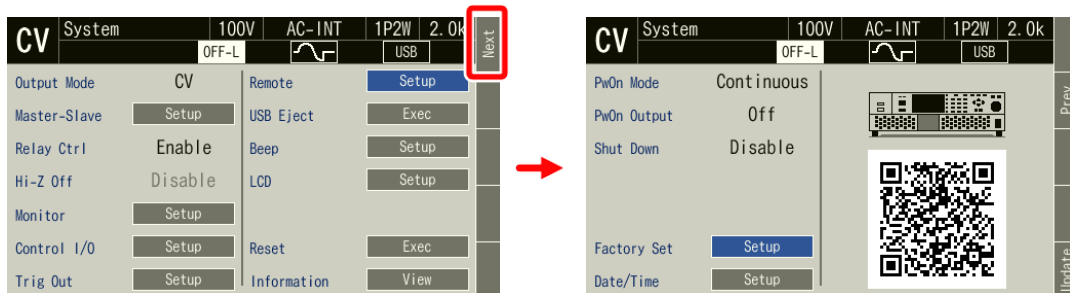 CV System 100V AC-INT 1P2W 2.0k Next
OFF-L USB
Output Mode CV Remote Setup
Master-Slave Setup USB Eject Exec
Relay Ctrl Enable Beep Setup
Hi-Z Off Disable LCD Setup
Monitor Setup
Control I/O Setup Reset Exec
Trig Out Setup Information View
CV System 100V AC-INT 1P2W 2.0k
OFF-L USB
PwOn Mode Continuous
PwOn Output Off Prev
Shut Down Disable
Factory Set Setup
Date/Time Setup Update